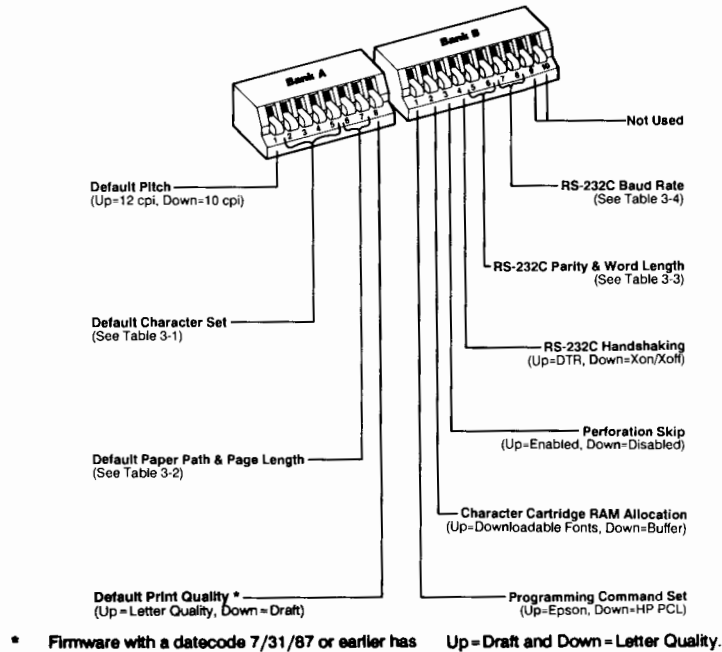 Bank A
Bank B
1 2 3 4 5 6 7 8
1 2 3 4 5 6 7 8 9 10
Not Used
Default Pitch
(Up=12 cpi, Down=10 cpi)
RS-232C Baud Rate
(See Table 3-4)
RS-232C Parity & Word Length
(See Table 3-3)
Default Character Set
(See Table 3-1)
RS-232C Handshaking
(Up=DTR, Down=Xon/Xoff)
Perforation Skip
(Up=Enabled, Down=Disabled)
Default Paper Path & Page Length
(See Table 3-2)
Character Cartridge RAM Allocation
(Up=Downloadable Fonts, Down=Buffer)
Default Print Quality *
(Up = Letter Quality, Down = Draft)
Programming Command Set
(Up=Epson, Down=HP PCL)
* Firmware with a datecode 7/31/87 or earlier has Up = Draft and Down = Letter Quality.